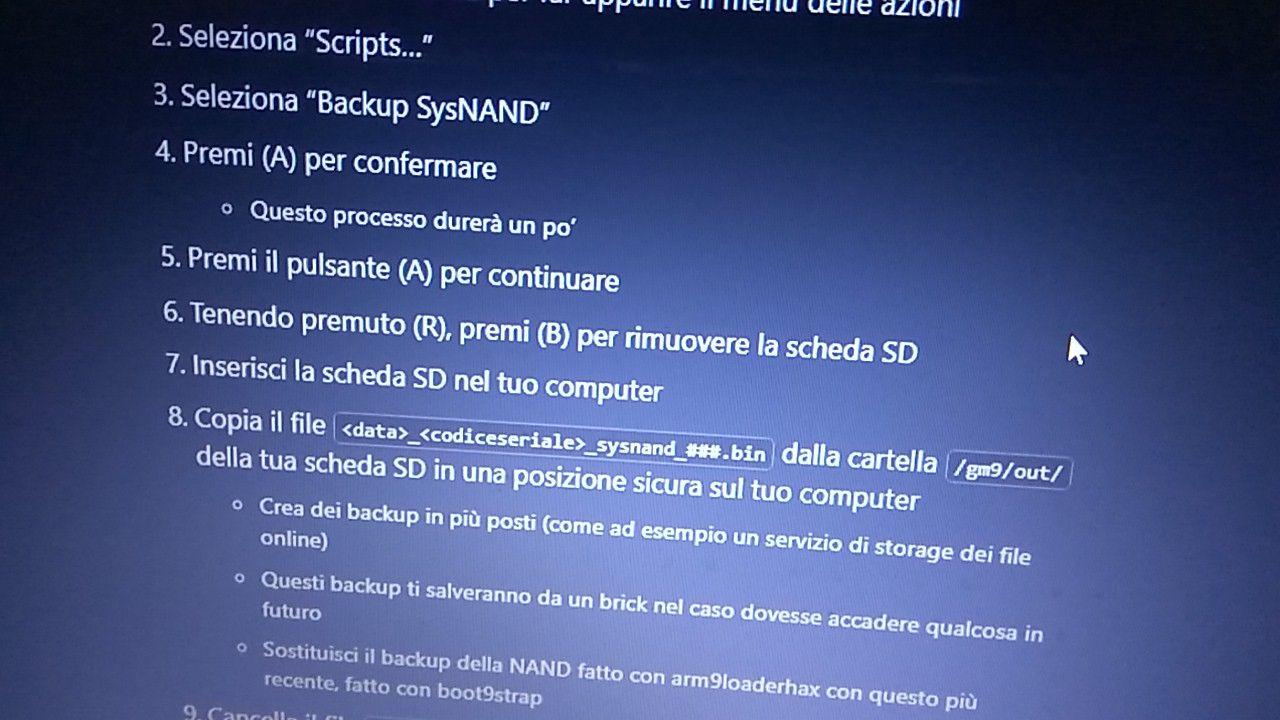 per far apparire il menu delle azioni
2. Seleziona “Scripts...”
3. Seleziona “Backup SysNAND”
4. Premi (A) per confermare
Questo processo durerà un po’
5. Premi il pulsante (A) per continuare
6. Tenendo premuto (R), premi (B) per rimuovere la scheda SD
7. Inserisci la scheda SD nel tuo computer
8. Copia il file <data>_<codiceseriale>_sysnand_###.bin dalla cartella /gm9/out/
della tua scheda SD in una posizione sicura sul tuo computer
Crea dei backup in più posti (come ad esempio un servizio di storage dei file
online)
Questi backup ti salveranno da un brick nel caso dovesse accadere qualcosa in
futuro
Sostituisci il backup della NAND fatto con arm9loaderhax con questo più
recente, fatto con boot9strap
9. Cancella il